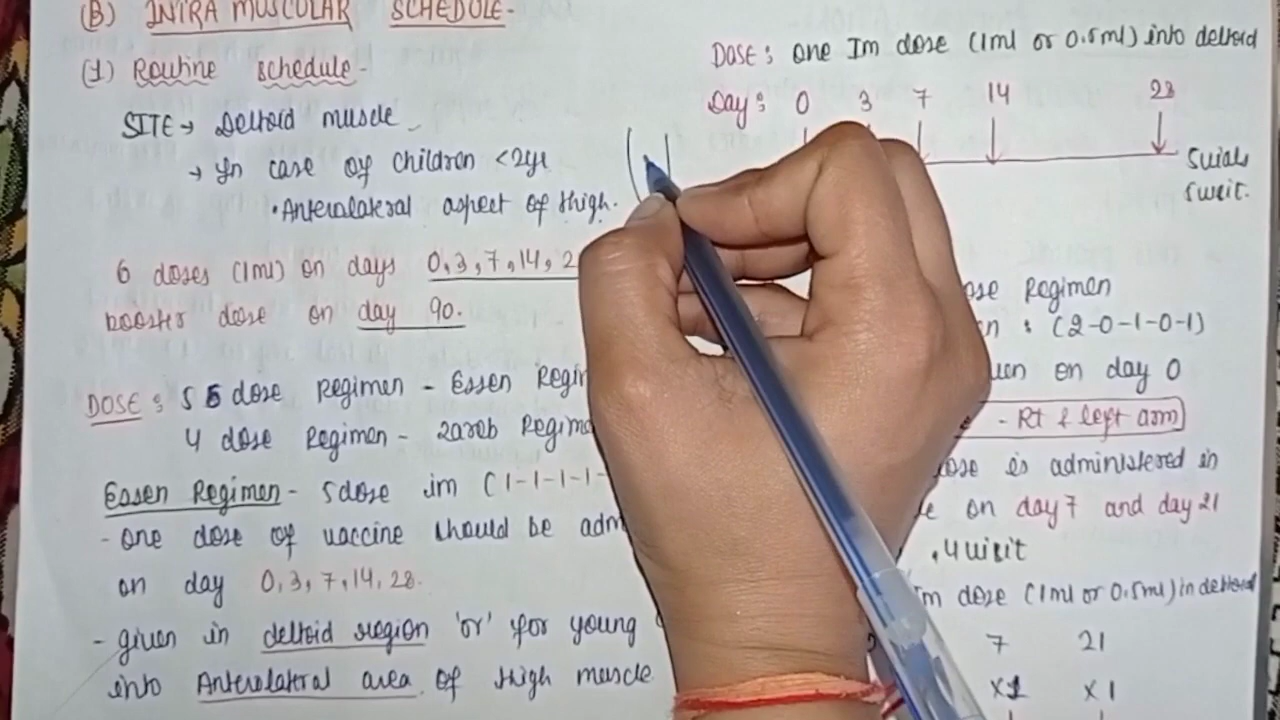 (B) INTRA MUSCULAR SCHEDULE-
(1) Routine schedule-
SITE → Deltoid muscle
→ In case of children <2yr
• Anterolateral aspect of thigh.
6 doses (1ml) on days 0,3,7,14,2
booster dose on day 90.
DOSE : 5 dose Regimen - Essen Regim
4 dose Regimen - Zareb Regime
Essen Regimen - 5dose im (1-1-1-1-
- one dose of vaccine should be adm
on day 0,3,7,14,28.
- given in deltoid region 'or' for young
into Anterolatral area of thigh muscle
DOSE : one Im dose (1ml or 0.5ml) into deltoid
Day : 0 3 7 14 28
5vials
5visit.
ose Regimen
n : (2-0-1-0-1)
uen on day 0
- Rt & left arm
ose is administered in
e on day 7 and day 21
, 4 visit
Im dose (1ml or 0.5ml) in deltoid
7 21
X1 X1